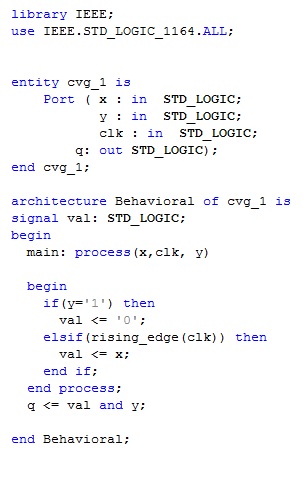 library IEEE;
use IEEE.STD_LOGIC_1164.ALL;
entity cvg_1 is
Port ( x : in STD_LOGIC;
y : in STD_LOGIC;
clk : in STD_LOGIC;
q: out STD_LOGIC);
end cvg_1;
architecture Behavioral of cvg_1 is
signal val: STD_LOGIC;
begin
main: process(x,clk, y)
begin
if(y='1') then
val <= '0';
elsif(rising_edge(clk)) then
val <= x;
end if;
end process;
q <= val and y;
end Behavioral;